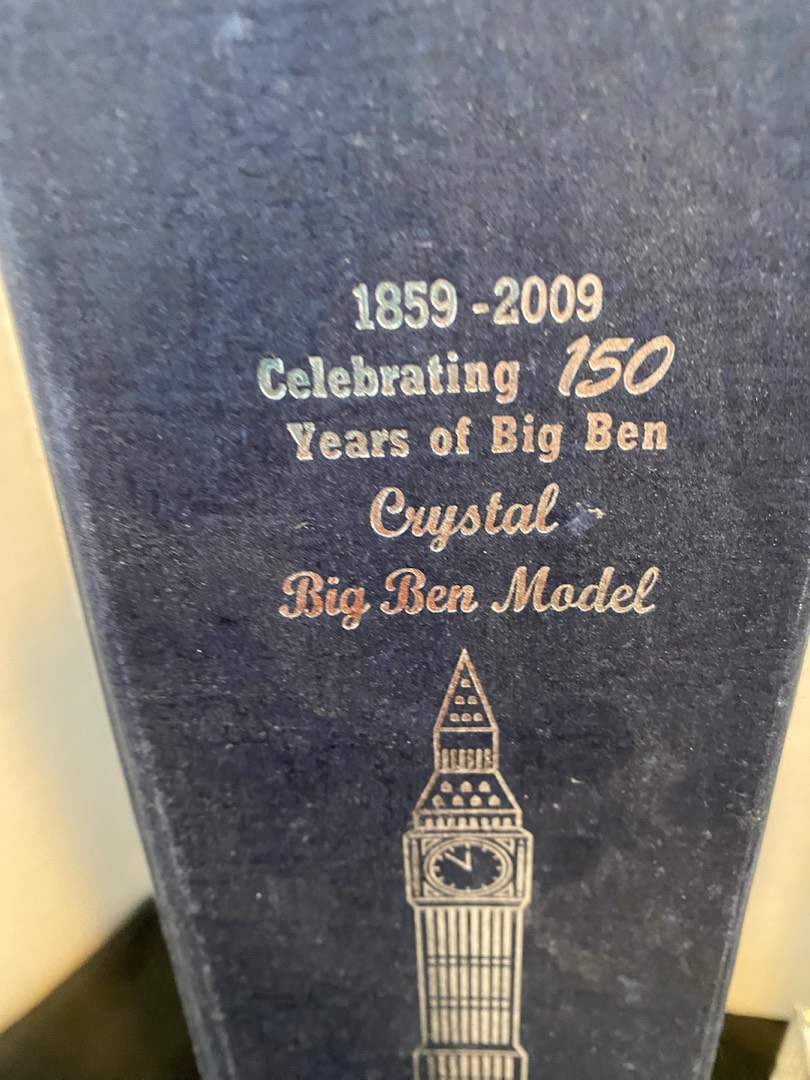 1859 -2009
Celebrating 150
Years of Big Ben
Crystal
Big Ben Model